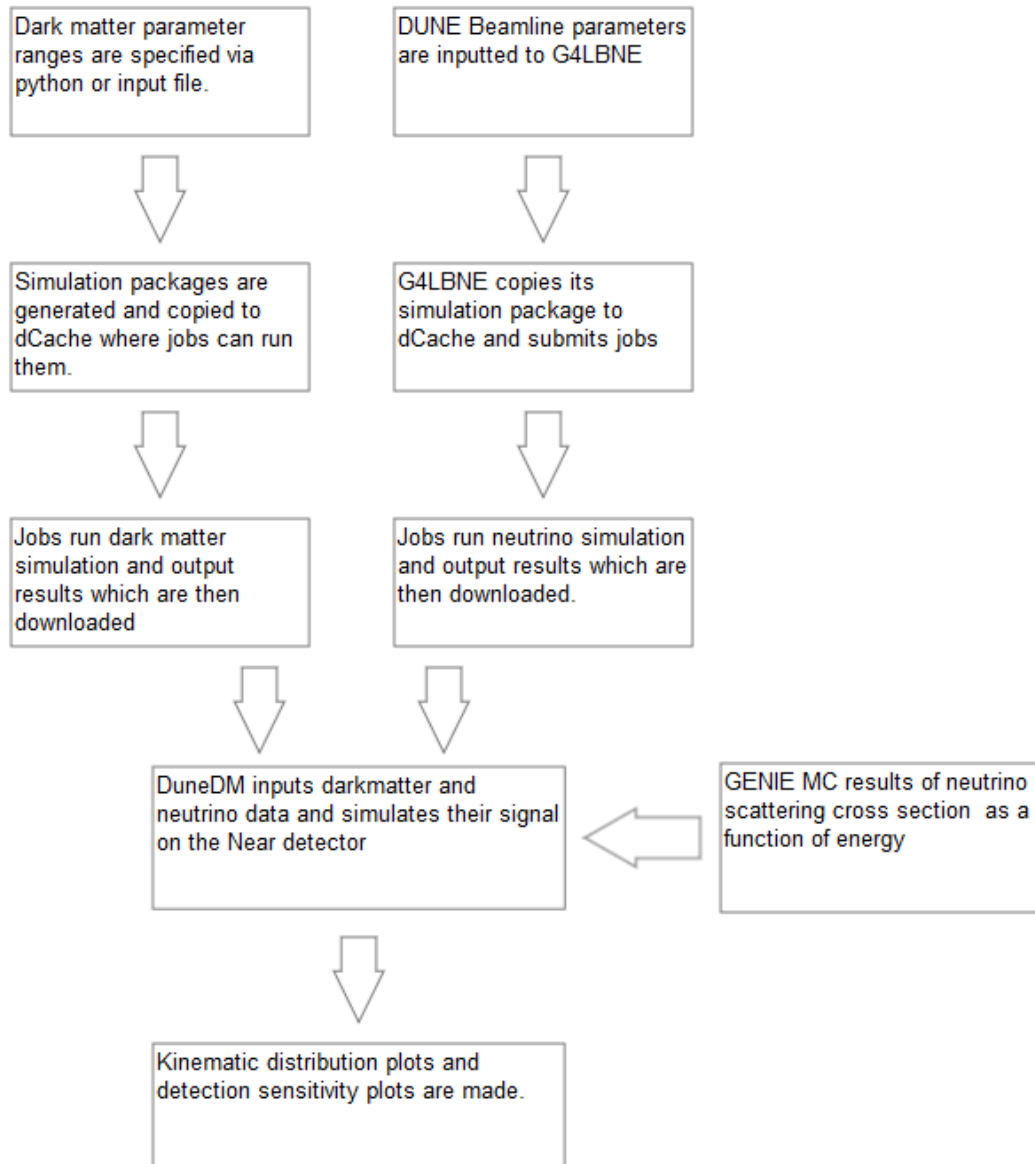 Dark matter parameter
ranges are specified via
python or input file.
DUNE Beamline parameters
are inputted to G4LBNE
Simulation packages are
generated and copied to
dCache where jobs can run
them.
G4LBNE copies its
simulation package to
dCache and submits jobs
Jobs run dark matter
simulation and output
results which are then
downloaded
Jobs run neutrino simulation
and output results which are
then downloaded.
DuneDM inputs darkmatter and
neutrino data and simulates their signal
on the Near detector
GENIE MC results of neutrino
scattering cross section as a
function of energy
Kinematic distribution plots and
detection sensitivity plots are made.